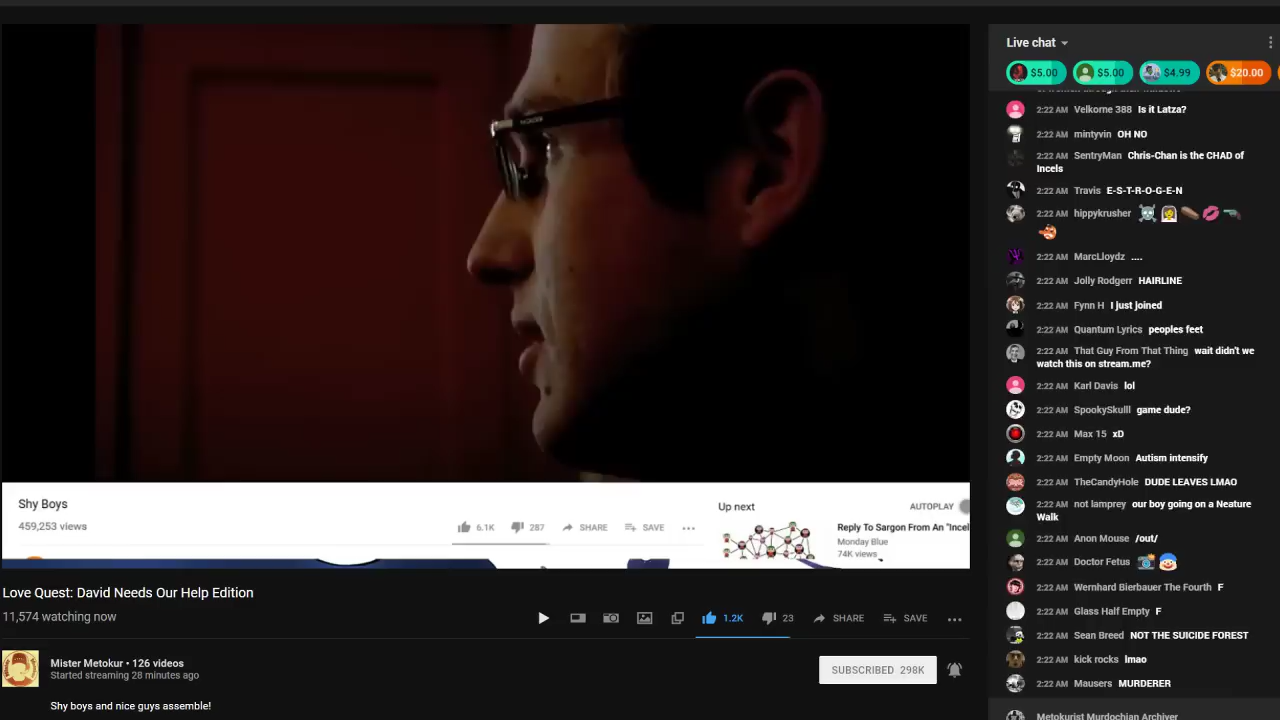 Shy Boys
459,253 views
6.1K
287
SHARE
SAVE
Up next
AUTOPLAY
Reply To Sargon From An "Incel
Monday Blue
74K views
Love Quest: David Needs Our Help Edition
11,574 watching now
1.2K
23
SHARE
SAVE
Mister Metokur • 126 videos
Started streaming 28 minutes ago
SUBSCRIBED 298K
Shy boys and nice guys assemble!
Live chat
$5.00
$5.00
$4.99
$20.00
2:22 AM Velkorne 388 Is it Latza?
2:22 AM mintyvin OH NO
2:22 AM SentryMan Chris-Chan is the CHAD of
Incels
2:22 AM Travis E-S-T-R-O-G-E-N
2:22 AM hippykrusher
2:22 AM MarcLloydz ....
2:22 AM Jolly Rodgerr HAIRLINE
2:22 AM Fynn H I just joined
2:22 AM Quantum Lyrics peoples feet
2:22 AM That Guy From That Thing wait didn't we
watch this on stream.me?
2:22 AM Karl Davis lol
2:22 AM SpookySkulll game dude?
2:22 AM Max 15 xD
2:22 AM Empty Moon Autism intensify
2:22 AM TheCandyHole DUDE LEAVES LMAO
2:22 AM not lamprey our boy going on a Neature
Walk
2:22 AM Anon Mouse /out/
2:22 AM Doctor Fetus
2:22 AM Wernhard Bierbauer The Fourth F
2:22 AM Glass Half Empty F
2:22 AM Sean Breed NOT THE SUICIDE FOREST
2:22 AM kick rocks lmao
2:22 AM Mausers MURDERER
Metokurist Murdochian Archiver